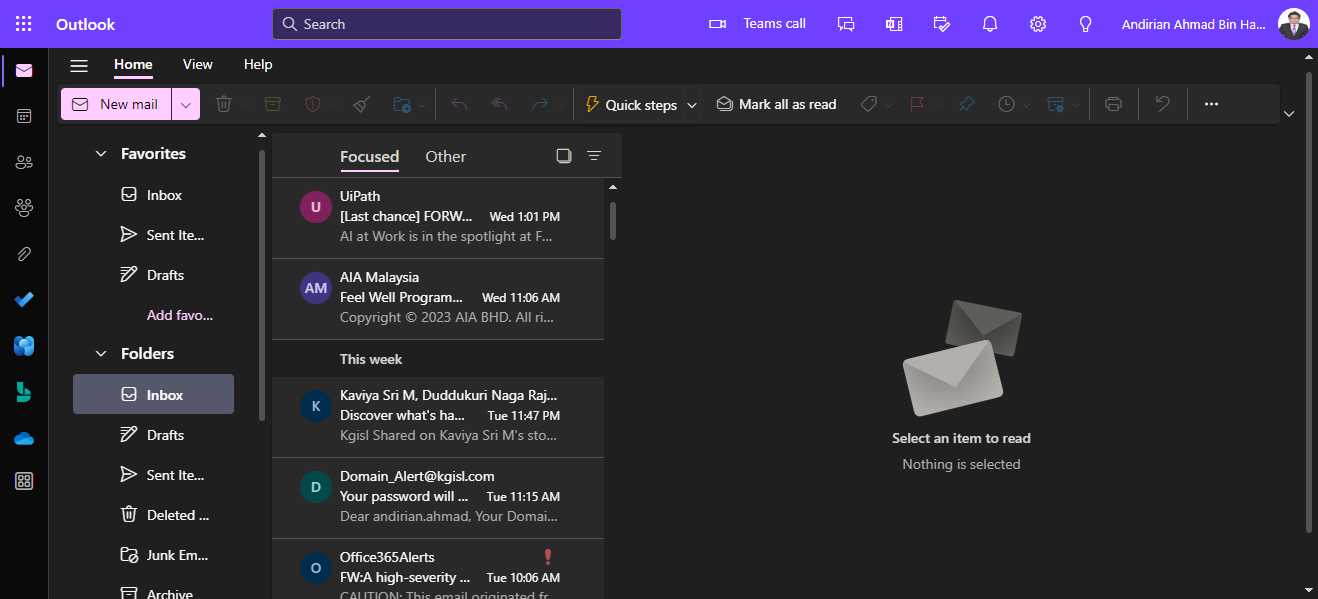 Outlook
Search
Teams call
Andirian Ahmad Bin Ha...
Home
View
Help
New mail
Quick steps
Mark all as read
Favorites
Inbox
Sent Ite...
Drafts
Add favo...
Folders
Inbox
Drafts
Sent Ite...
Deleted ...
Junk Em...
Archive
Focused
Other
U
UiPath
[Last chance] FORW... Wed 1:01 PM
AI at Work is in the spotlight at F...
AM
AIA Malaysia
Feel Well Program... Wed 11:06 AM
Copyright © 2023 AIA BHD. All ri...
This week
K
Kaviya Sri M, Duddukuri Naga Raj...
Discover what's ha... Tue 11:47 PM
Kgisl Shared on Kaviya Sri M's sto...
D
Domain_Alert@kgisl.com
Your password will ... Tue 11:15 AM
Dear andirian.ahmad, Your Domai...
O
Office365Alerts
FW:A high-severity ... Tue 10:06 AM
CAUTION: This email originated fr...
Select an item to read
Nothing is selected